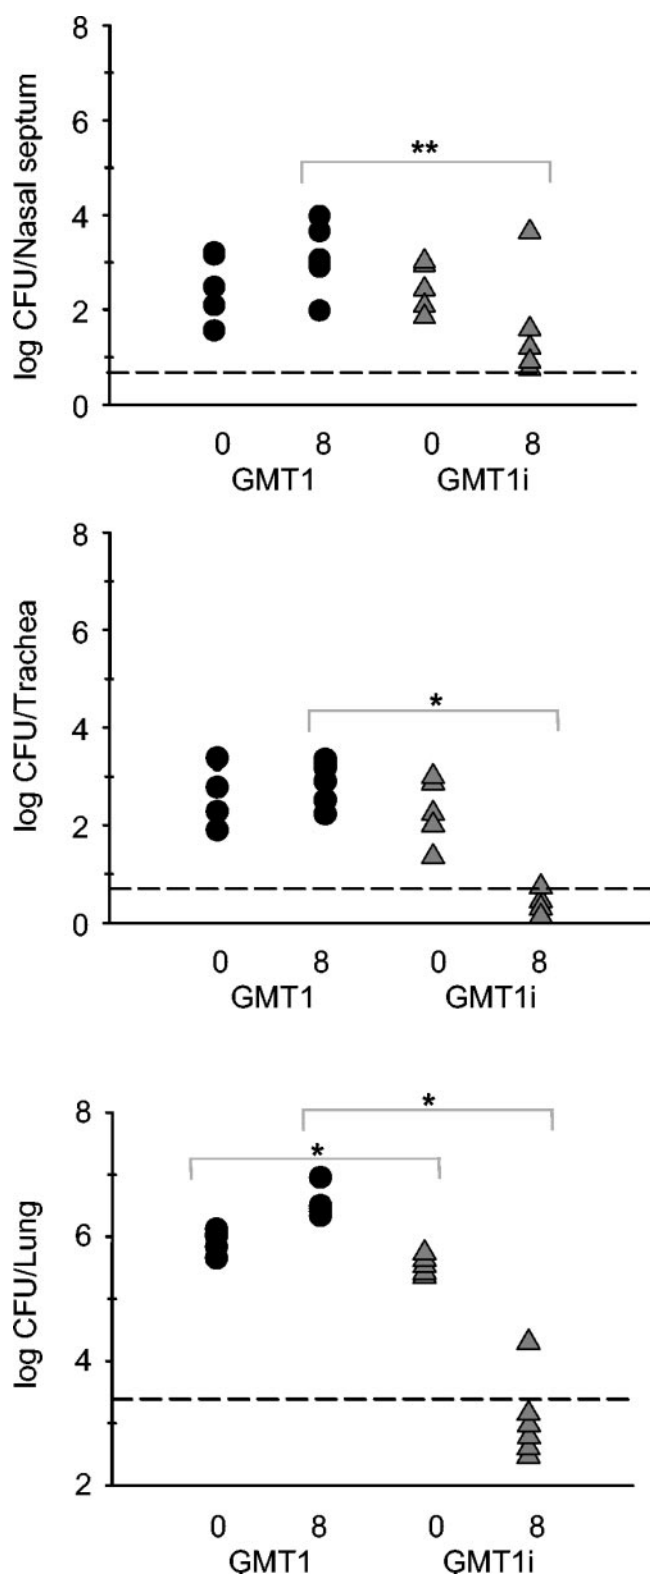 8
6
4
2
0
log CFU/Nasal septum
**
0 8 0 8
GMT1 GMT1i
8
6
4
2
0
log CFU/Trachea
*
0 8 0 8
GMT1 GMT1i
8
6
4
2
log CFU/Lung
*
*
0 8 0 8
GMT1 GMT1i